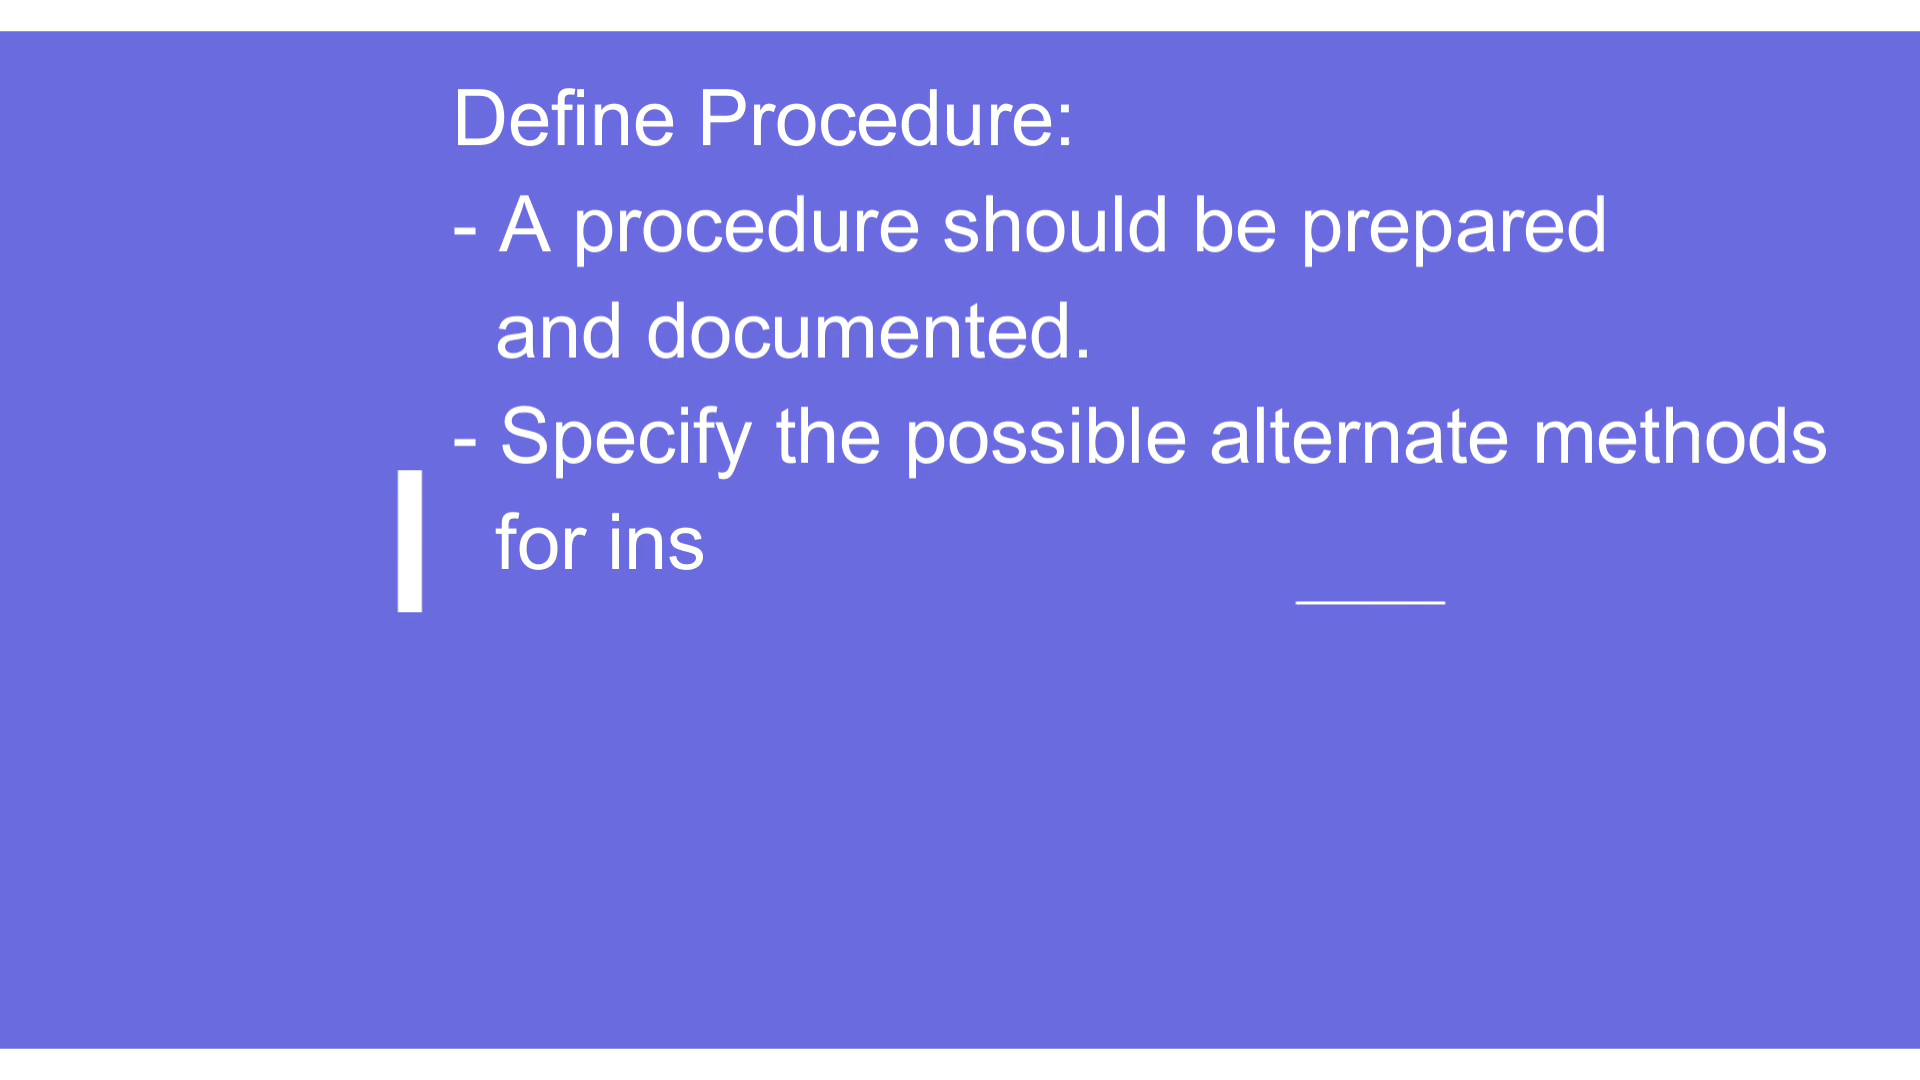 Define Procedure:
- A procedure should be prepared
and documented.
- Specify the possible alternate methods
for ins